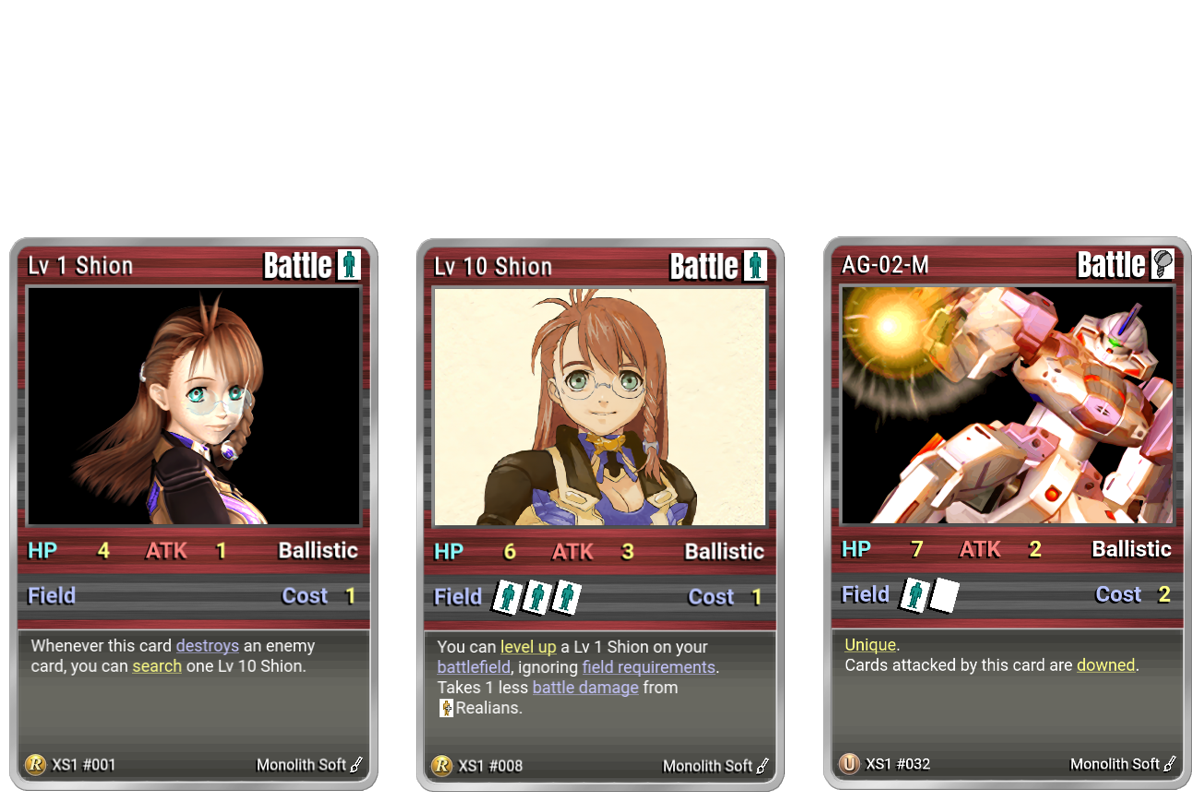 Lv 1 Shion
Battle
HP 4 ATK 1 Ballistic
Field Cost 1
Whenever this card destroys an enemy
card, you can search one Lv 10 Shion.
R XS1 #001 Monolith Soft
Lv 10 Shion
Battle
HP 6 ATK 3 Ballistic
Field Cost 1
You can level up a Lv 1 Shion on your
battlefield, ignoring field requirements.
Takes 1 less battle damage from
Realians.
R XS1 #008 Monolith Soft
AG-02-M
Battle
HP 7 ATK 2 Ballistic
Field Cost 2
Unique.
Cards attacked by this card are downed.
U XS1 #032 Monolith Soft